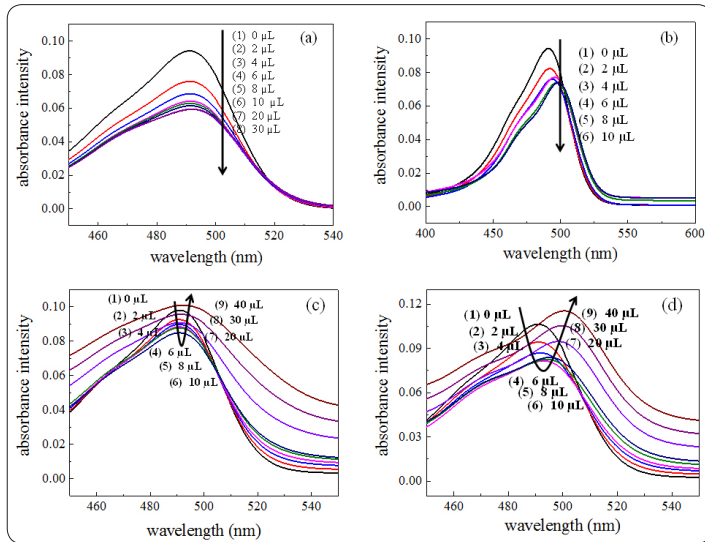 (a)
(1) 0 μL
(2) 2 μL
(3) 4 μL
(4) 6 μL
(5) 8 μL
(6) 10 μL
(7) 20 μL
(8) 30 μL
absorbance intensity
0.10
0.08
0.06
0.04
0.02
0.00
460 480 500 520 540
wavelength (nm)
(b)
(1) 0 μL
(2) 2 μL
(3) 4 μL
(4) 6 μL
(5) 8 μL
(6) 10 μL
absorbance intensity
0.10
0.08
0.06
0.04
0.02
0.00
400 450 500 550 600
wavelength (nm)
(c)
(1) 0 μL
(2) 2 μL
(3) 4 μL
(4) 6 μL
(5) 8 μL
(6) 10 μL
(9) 40 μL
(8) 30 μL
(7) 20 μL
absorbance intensity
0.10
0.08
0.06
0.04
0.02
0.00
460 480 500 520 540
wavelength (nm)
(d)
(1) 0 μL
(2) 2 μL
(3) 4 μL
(4) 6 μL
(5) 8 μL
(6) 10 μL
(9) 40 μL
(8) 30 μL
(7) 20 μL
absorbance intensity
0.12
0.09
0.06
0.03
0.00
460 480 500 520 540
wavelength (nm)